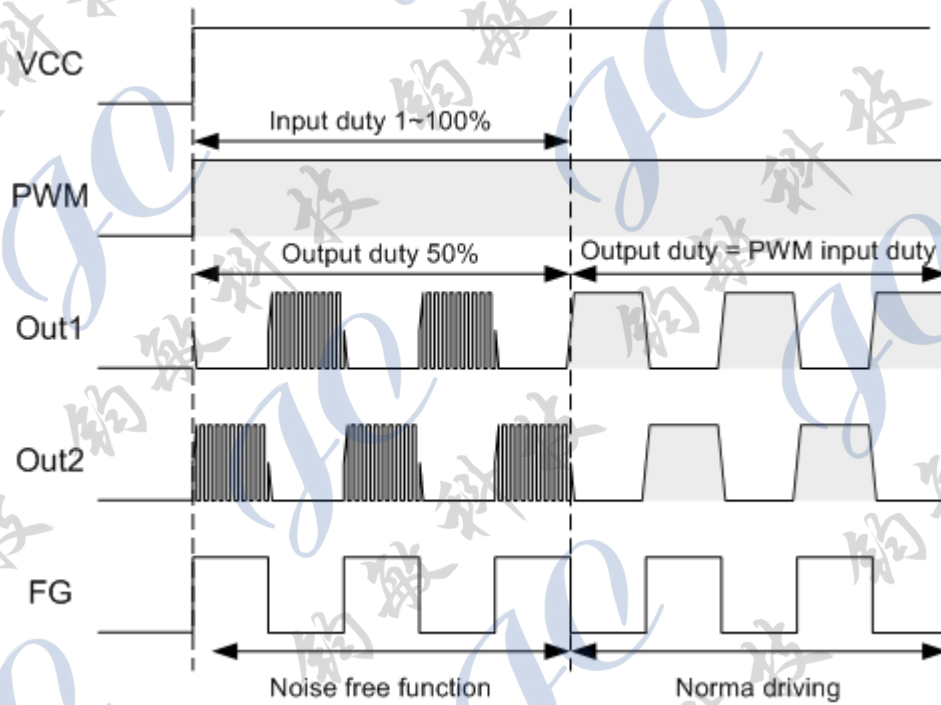 VCC
Input duty 1~100%
PWM
Output duty 50%
Output duty = PWM input duty
Out1
Out2
FG
Noise free function
Norma driving